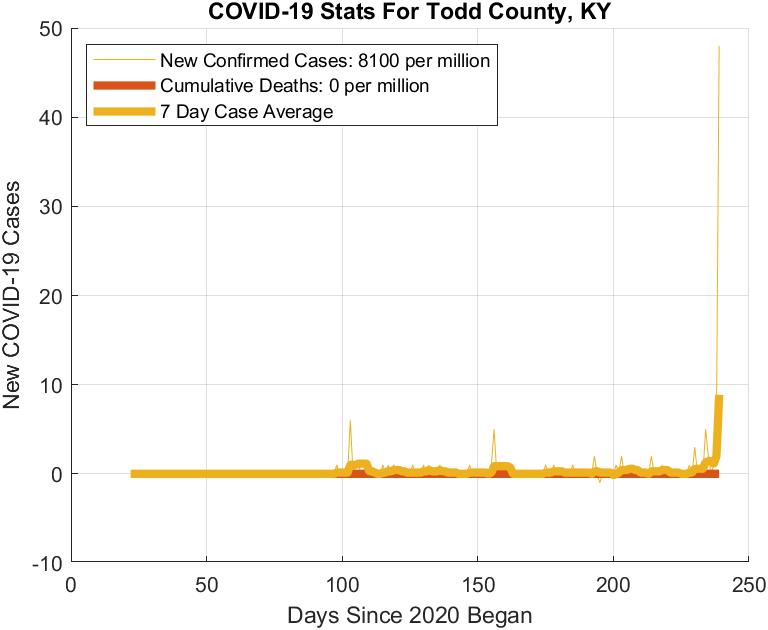 COVID-19 Stats For Todd County, KY
New Confirmed Cases: 8100 per million
Cumulative Deaths: 0 per million
7 Day Case Average
New COVID-19 Cases
50
40
30
20
10
0
-10
0 50 100 150 200 250
Days Since 2020 Began